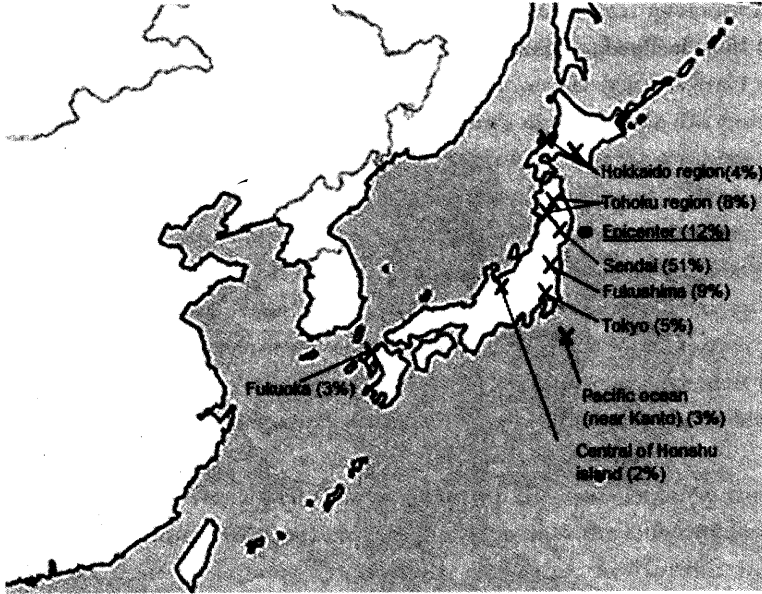 Hokkaido region(4%)
Tohoku region (8%)
Epicenter (12%)
Sendai (51%)
Fukushima (9%)
Tokyo (5%)
Fukuoka (3%)
Pacific ocean
(near Kanto) (3%)
Central of Honshu
island (2%)